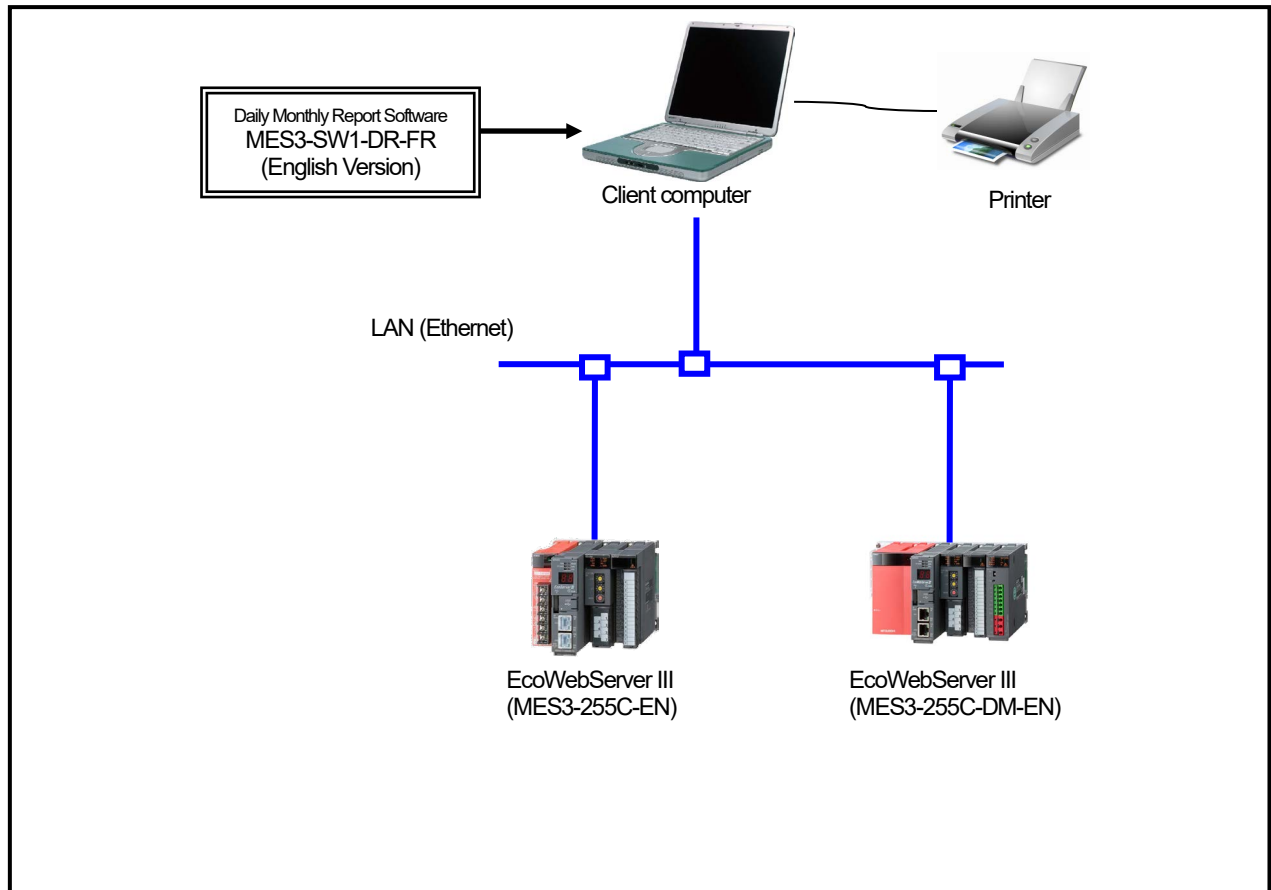 Daily Monthly Report Software
MES3-SW1-DR-FR
(English Version)
Client computer
Printer
LAN (Ethernet)
EcoWebServer III
(MES3-255C-EN)
EcoWebServer III
(MES3-255C-DM-EN)